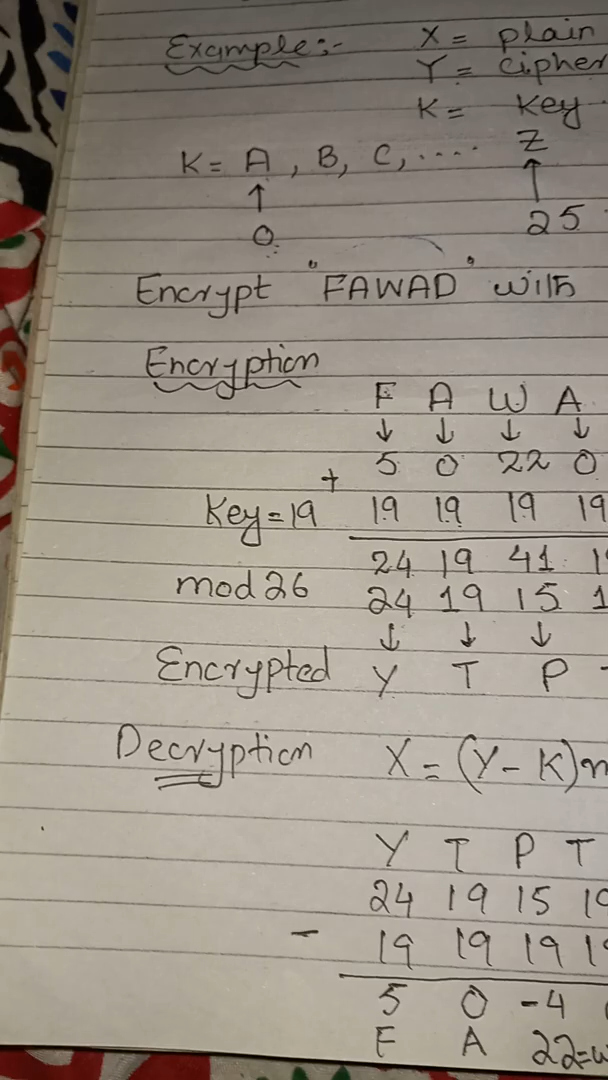 Example:- X = plain
Y = cipher
K = key
K = A , B, C, .... Z
↑ ↑
0 25
Encrypt "FAWAD" with
Encryption
F A W A
↓ ↓ ↓ ↓
+ 5 0 22 0
Key=19 19 19 19 19
24 19 41
mod 26 24 19 15
↓ ↓ ↓
Encrypted Y T P
Decryption X = (Y - K)
Y T P T
24 19 15
- 19 19 19
5 0 -4
F A 22=w